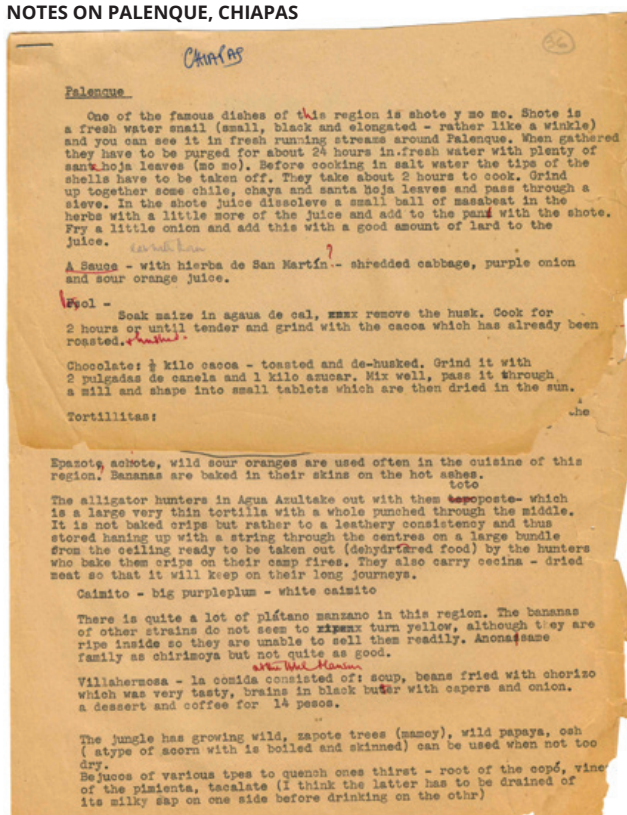 NOTES ON PALENQUE, CHIAPAS
CHIAPAS
Palenque
One of the famous dishes of this region is shote y mo mo. Shote is
a fresh water snail (small, black and elongated - rather like a winkle)
and you can see it in fresh running streams around Palenque. When gathered
they have to be purged for about 24 hours in.fresh water with plenty of
santa hoja leaves (mo mo). Before cooking in salt water the tips of the
shells have to be taken off. They take about 2 hours to cook. Grind
up together some chile, chaya and santa hoja leaves and pass through a
sieve. In the shote juice dissoleve a small ball of masabeat in the
herbs with a little more of the juice and add to the pan with the shote.
Fry a little onion and add this with a good amount of lard to the
juice.
A Sauce - with hierba de San Martín ? - shredded cabbage, purple onion
and sour orange juice.
Posol -
Soak maize in agaua de cal, xxxx remove the husk. Cook for
2 hours or until tender and grind with the cacoa which has already been
roasted. + husked.
Chocolate: ½ kilo cacoa - toasted and de-husked. Grind it with
2 pulgadas de canela and 1 kilo azucar. Mix well, pass it through
a mill and shape into small tablets which are then dried in the sun.
the
Tortillitas:
Epazote, achote, wild sour oranges are used often in the cuisine of this
region. Bananas are baked in their skins on the hot ashes.
toto
The alligator hunters in Agua Azultake out with them poposte- which
is a large very thin tortilla with a whole punched through the middle.
It is not baked crips but rather to a leathery consistency and thus
stored haning up with a string through the centres on a large bundle
from the ceiling ready to be taken out (dehydrated food) by the hunters
who bake them crips on their camp fires. They also carry cecina - dried
meat so that it will keep on their long journeys.
Caimito - big purpleplum - white caimito
There is quite a lot of plátano manzano in this region. The bananas
of other strains do not seem to turn yellow, although they are
ripe inside so they are unable to sell them readily. Anonas same
family as chirimoya but not quite as good.
at the Hotel
Villahermosa - la comida consisted of: soup, beans fried with chorizo
which was very tasty, brains in black buter with capers and onion.
a dessert and coffee for 14 pesos.
The jungle has growing wild, zapote trees (mamoy), wild papaya, osh
( atype of acorn with is boiled and skinned) can be used when not too
dry.
Bejucos of various tpes to quench ones thirst - root of the copó, vine
of the pimienta, tacalate (I think the latter has to be drained of
its milky sap on one side before drinking on the othr)